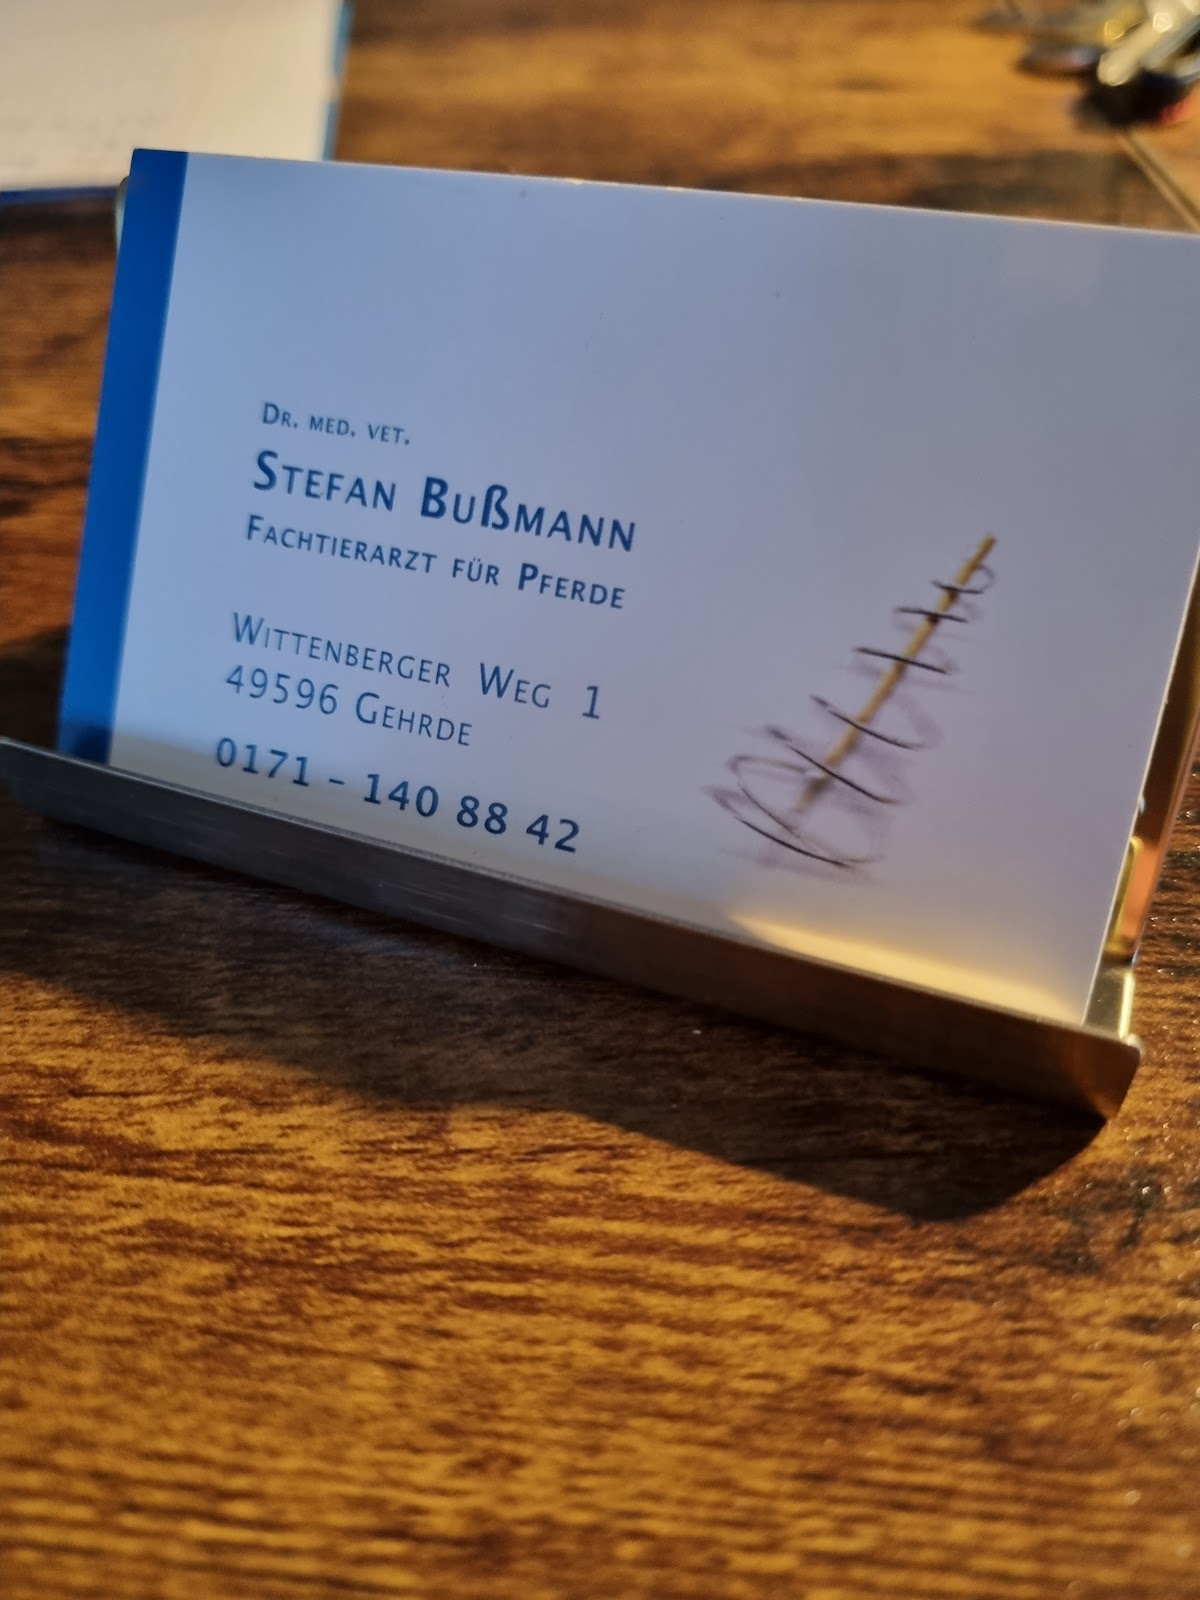 Dr. med. vet.
Stefan Bußmann
Fachtierarzt für Pferde
Wittenberger Weg 1
49596 Gehrde
0171 - 140 88 42